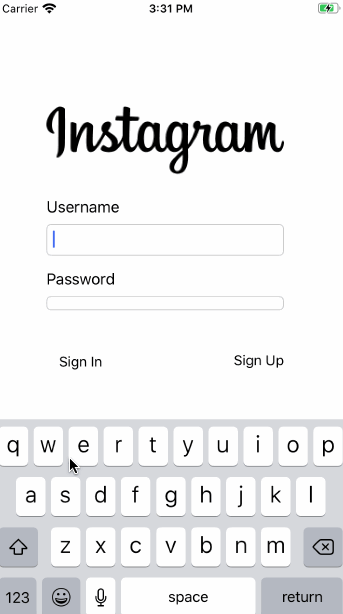 Carrier 3:31 PM
Instagram
Username
Password
Sign In Sign Up
q w e r t y u i o p
a s d f g h j k l
z x c v b n m
123 space return